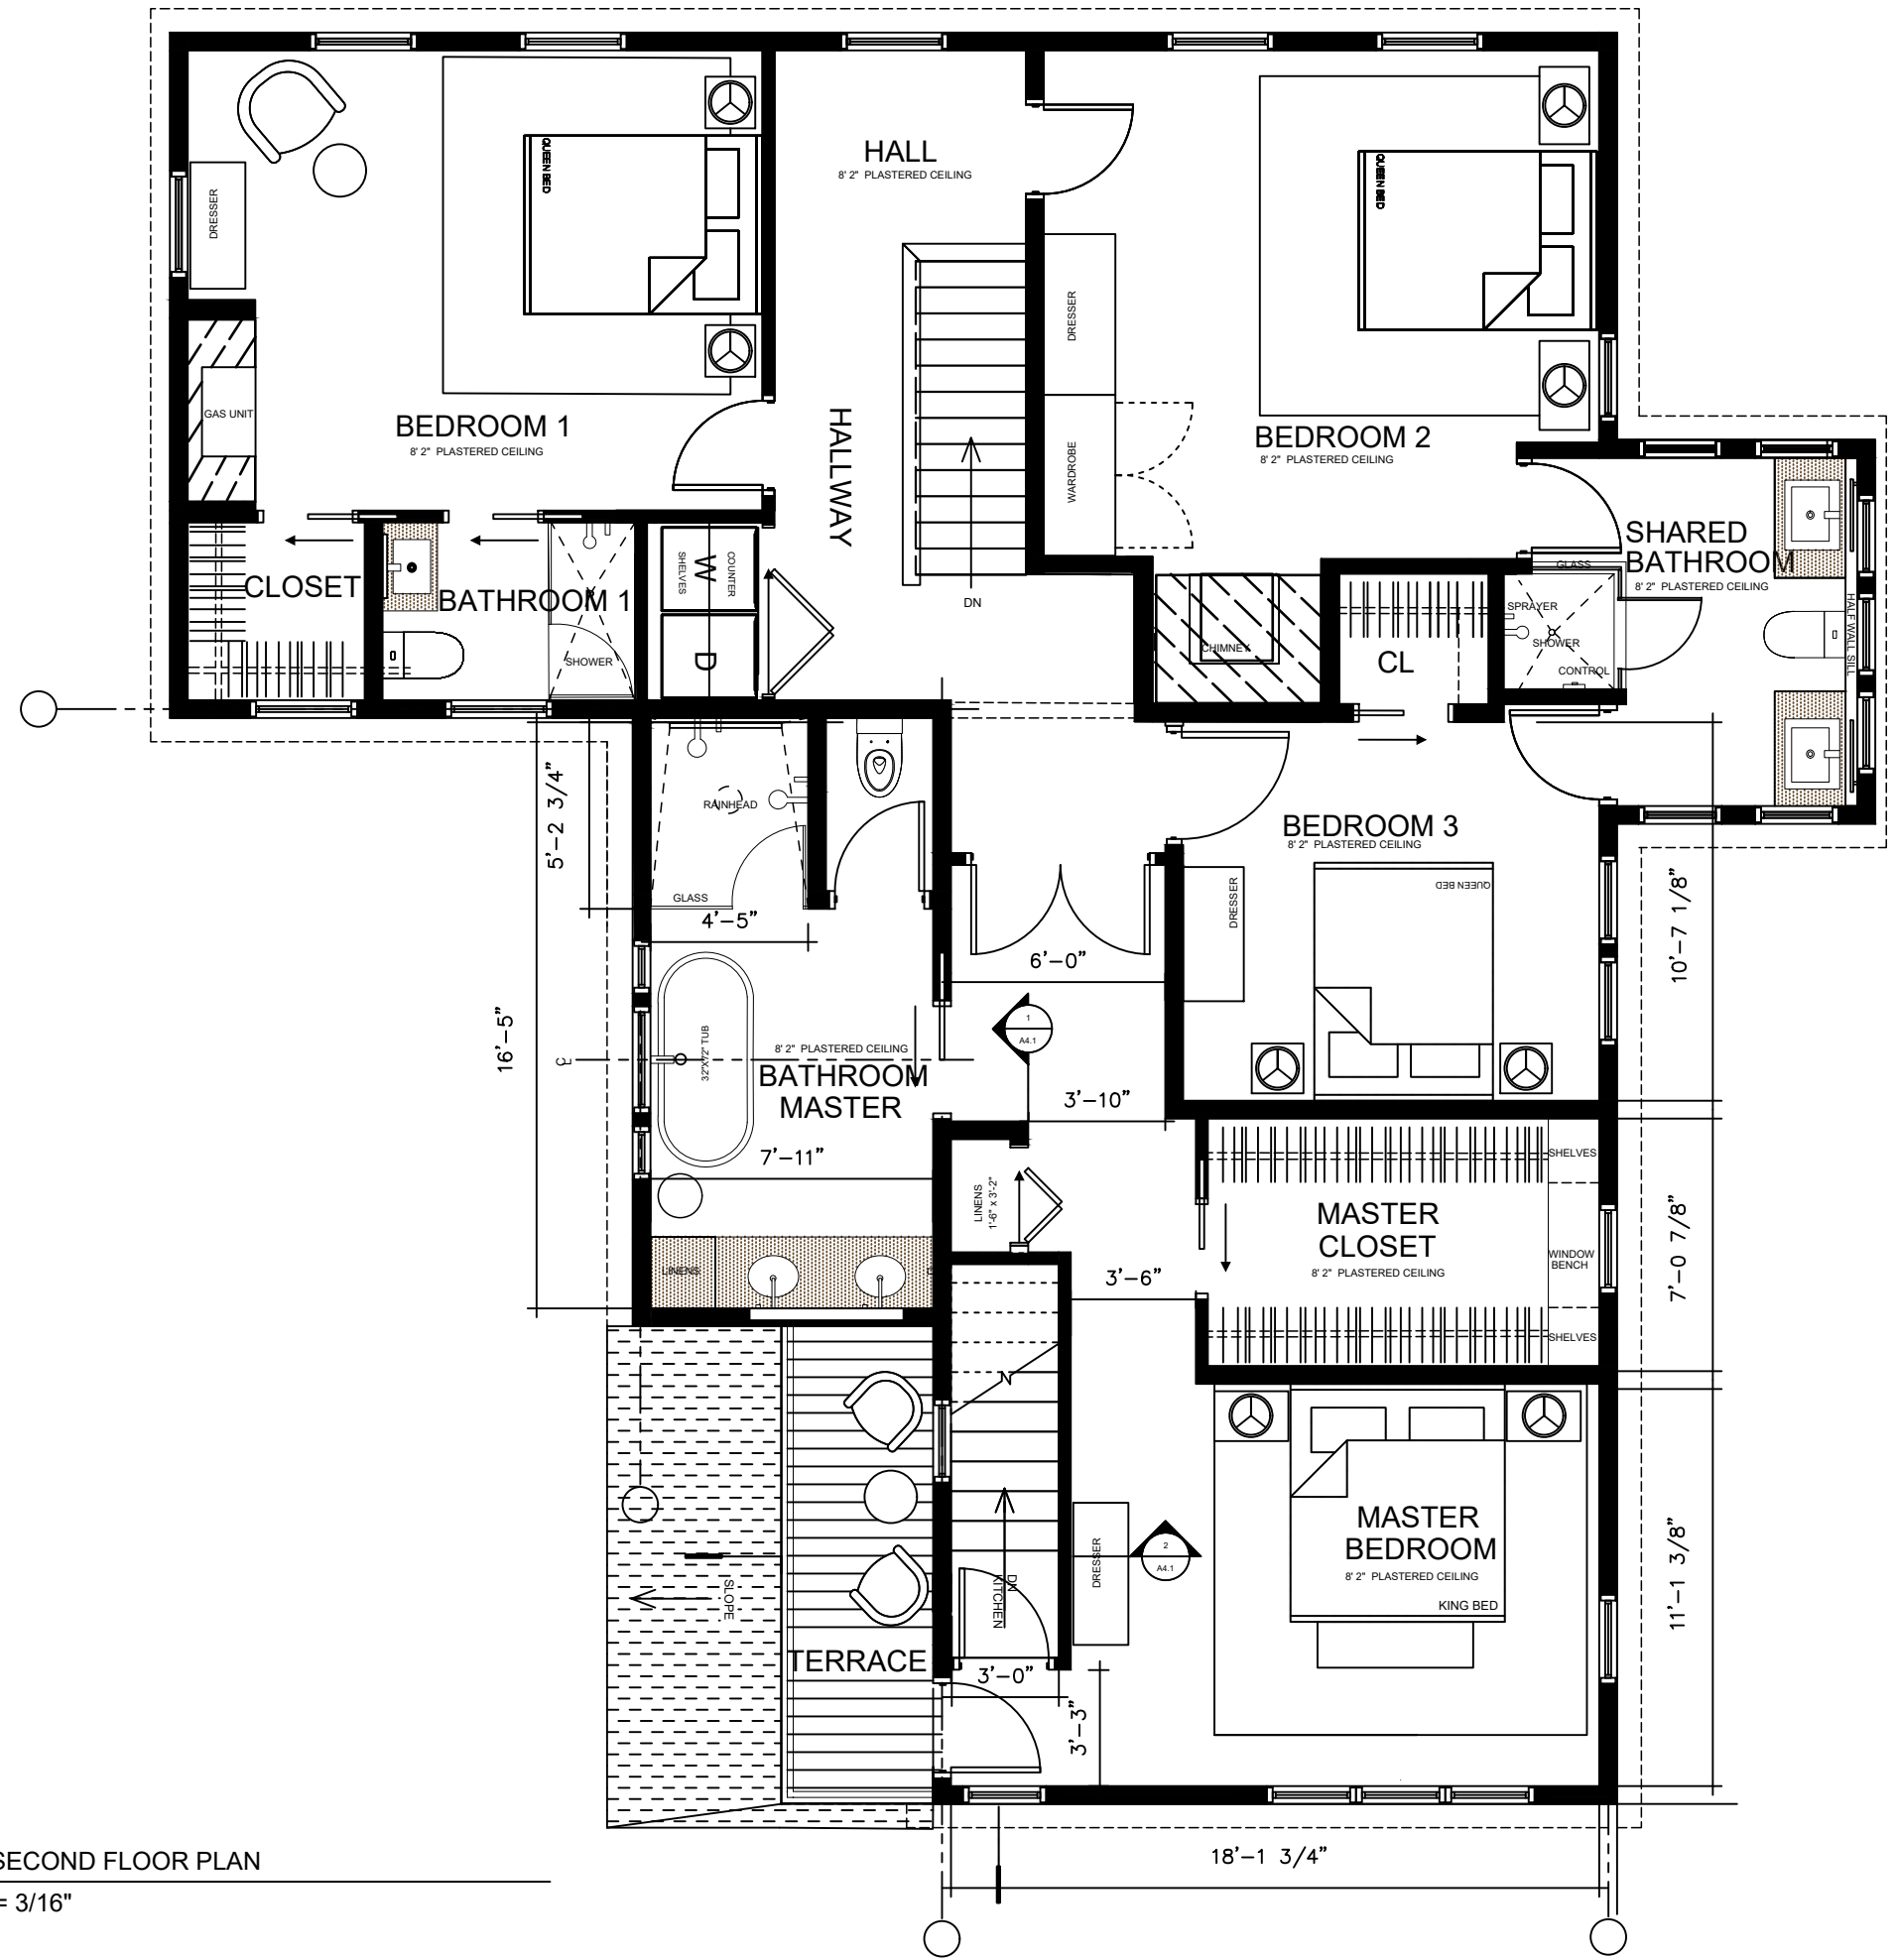 HALL
8' 2" PLASTERED CEILING
QUEEN BED
QUEEN BED
DRESSER
DRESSER
GAS UNIT
BEDROOM 1
8' 2" PLASTERED CEILING
HALLWAY
WARDROBE
BEDROOM 2
8' 2" PLASTERED CEILING
SHARED
BATHROOM
8' 2" PLASTERED CEILING
GLASS
CLOSET
BATHROOM 1
SHOWER
SHELVES
W
COUNTER
D
DN
CHIMNEY
CL
SPRAYER
SHOWER
CONTROL
HALF WALL SILL
5'-2 3/4"
RAINHEAD
GLASS
4'-5"
BEDROOM 3
8' 2" PLASTERED CEILING
QUEEN BED
DRESSER
10'-7 1/8"
6'-0"
16'-5"
CL
32"X72" TUB
8' 2" PLASTERED CEILING
BATHROOM
MASTER
1
A4.1
3'-10"
7'-11"
LINENS
1'-6" x 3'-2"
SHELVES
MASTER
CLOSET
8' 2" PLASTERED CEILING
WINDOW
BENCH
7'-0 7/8"
LINENS
3'-6"
SHELVES
N
MASTER
BEDROOM
8' 2" PLASTERED CEILING
KING BED
11'-1 3/8"
2
A4.1
DRESSER
DN
KITCHEN
SLOPE
TERRACE
3'-0"
3'-3"
18'-1 3/4"
SECOND FLOOR PLAN
= 3/16"